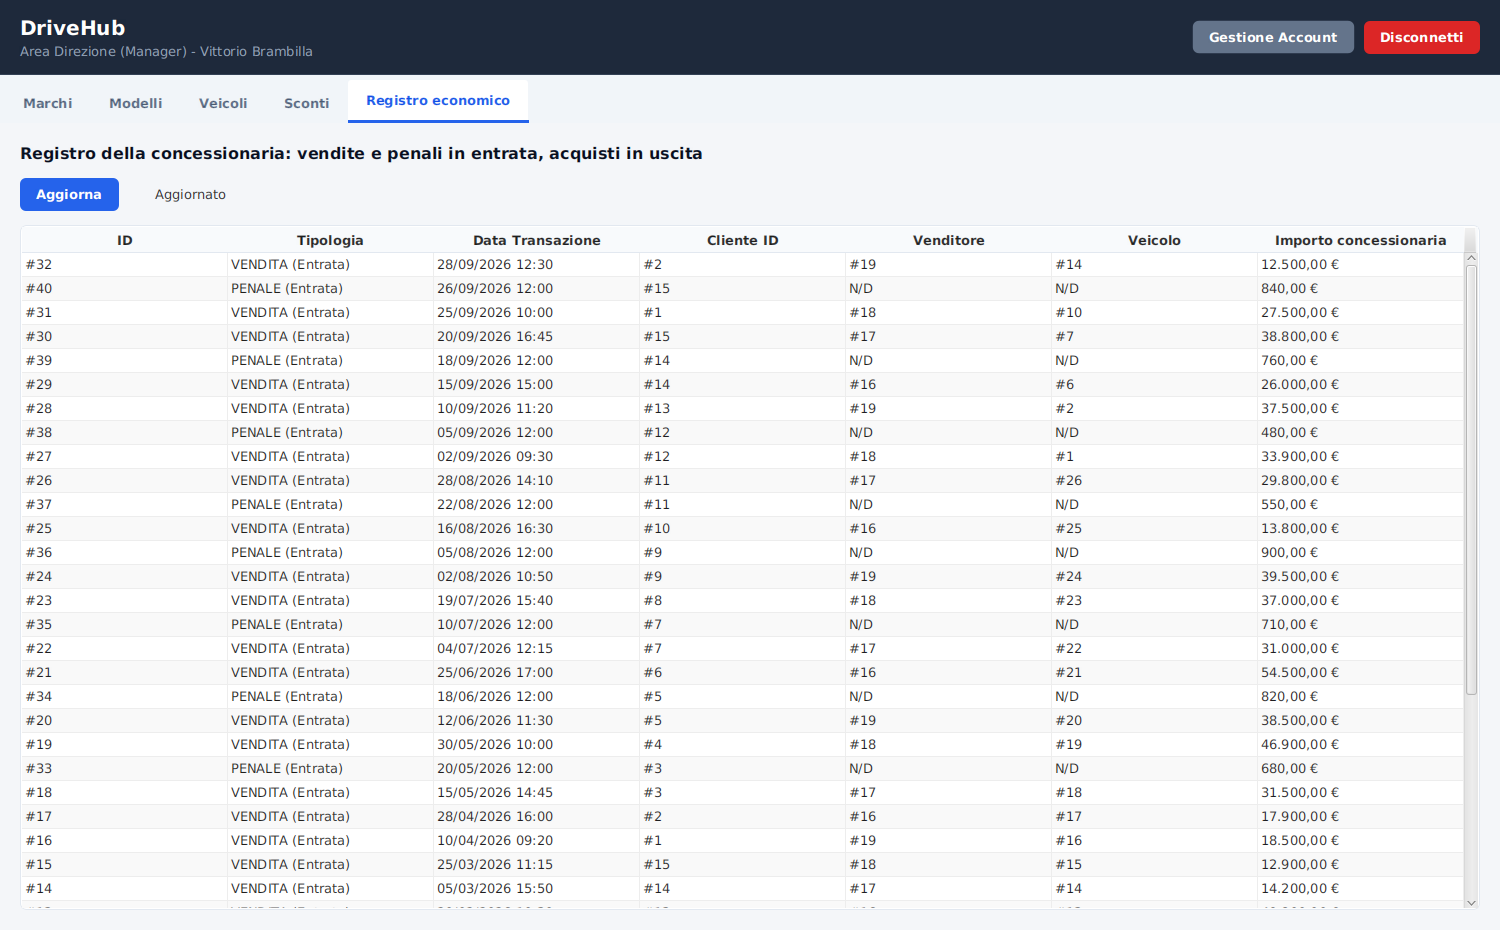 DriveHub
Area Direzione (Manager) - Vittorio Brambilla
Gestione Account
Disconnetti
Marchi Modelli Veicoli Sconti Registro economico
Registro della concessionaria: vendite e penali in entrata, acquisti in uscita
Aggiorna Aggiornato
ID Tipologia Data Transazione Cliente ID Venditore Veicolo Importo concessionaria
#32 VENDITA (Entrata) 28/09/2026 12:30 #2 #19 #14 12.500,00 €
#40 PENALE (Entrata) 26/09/2026 12:00 #15 N/D N/D 840,00 €
#31 VENDITA (Entrata) 25/09/2026 10:00 #1 #18 #10 27.500,00 €
#30 VENDITA (Entrata) 20/09/2026 16:45 #15 #17 #7 38.800,00 €
#39 PENALE (Entrata) 18/09/2026 12:00 #14 N/D N/D 760,00 €
#29 VENDITA (Entrata) 15/09/2026 15:00 #14 #16 #6 26.000,00 €
#28 VENDITA (Entrata) 10/09/2026 11:20 #13 #19 #2 37.500,00 €
#38 PENALE (Entrata) 05/09/2026 12:00 #12 N/D N/D 480,00 €
#27 VENDITA (Entrata) 02/09/2026 09:30 #12 #18 #1 33.900,00 €
#26 VENDITA (Entrata) 28/08/2026 14:10 #11 #17 #26 29.800,00 €
#37 PENALE (Entrata) 22/08/2026 12:00 #11 N/D N/D 550,00 €
#25 VENDITA (Entrata) 16/08/2026 16:30 #10 #16 #25 13.800,00 €
#36 PENALE (Entrata) 05/08/2026 12:00 #9 N/D N/D 900,00 €
#24 VENDITA (Entrata) 02/08/2026 10:50 #9 #19 #24 39.500,00 €
#23 VENDITA (Entrata) 19/07/2026 15:40 #8 #18 #23 37.000,00 €
#35 PENALE (Entrata) 10/07/2026 12:00 #7 N/D N/D 710,00 €
#22 VENDITA (Entrata) 04/07/2026 12:15 #7 #17 #22 31.000,00 €
#21 VENDITA (Entrata) 25/06/2026 17:00 #6 #16 #21 54.500,00 €
#34 PENALE (Entrata) 18/06/2026 12:00 #5 N/D N/D 820,00 €
#20 VENDITA (Entrata) 12/06/2026 11:30 #5 #19 #20 38.500,00 €
#19 VENDITA (Entrata) 30/05/2026 10:00 #4 #18 #19 46.900,00 €
#33 PENALE (Entrata) 20/05/2026 12:00 #3 N/D N/D 680,00 €
#18 VENDITA (Entrata) 15/05/2026 14:45 #3 #17 #18 31.500,00 €
#17 VENDITA (Entrata) 28/04/2026 16:00 #2 #16 #17 17.900,00 €
#16 VENDITA (Entrata) 10/04/2026 09:20 #1 #19 #16 18.500,00 €
#15 VENDITA (Entrata) 25/03/2026 11:15 #15 #18 #15 12.900,00 €
#14 VENDITA (Entrata) 05/03/2026 15:50 #14 #17 #14 14.200,00 €